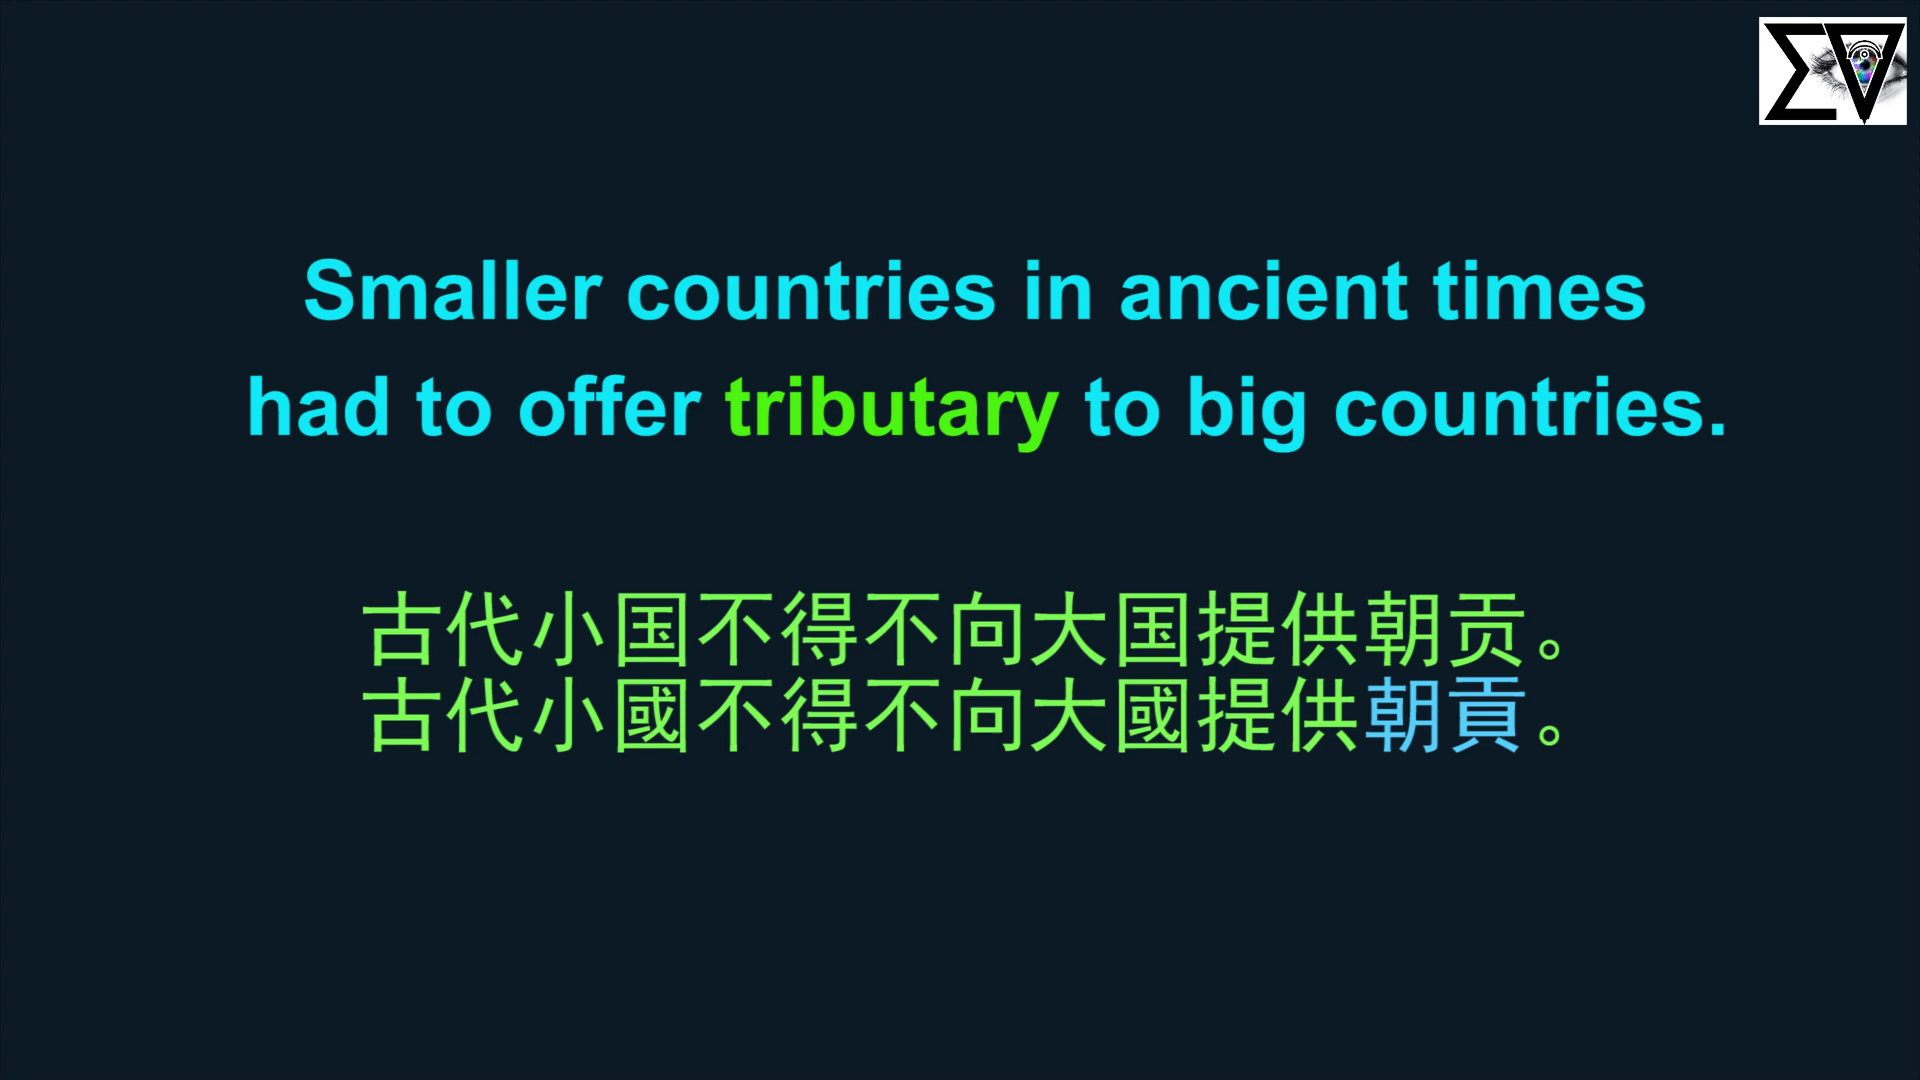 Smaller countries in ancient times
had to offer tributary to big countries.
古代小国不得不向大国提供朝贡。
古代小國不得不向大國提供朝貢。